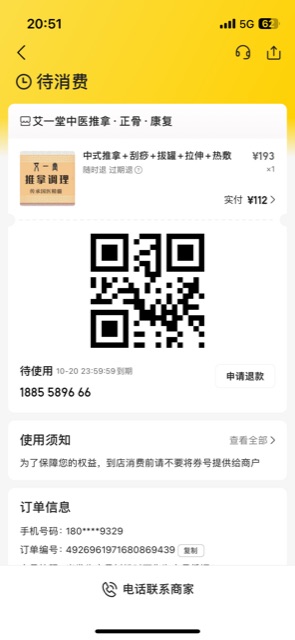 20:51
5G 62
待消费
艾一堂中医推拿·正骨·康复
艾一良
推拿调理
中式推拿+刮痧+拔罐+拉伸+热敷
¥193
随时退 过期退
×1
实付 ¥112
待使用 10-20 23:59:59到期
申请退款
1885 5896 66
使用须知
查看全部
为了保障您的权益，到店消费前请不要将券号提供给商户
订单信息
手机号码：180****9329
订单编号：4926961971680869439 复制
电话联系商家